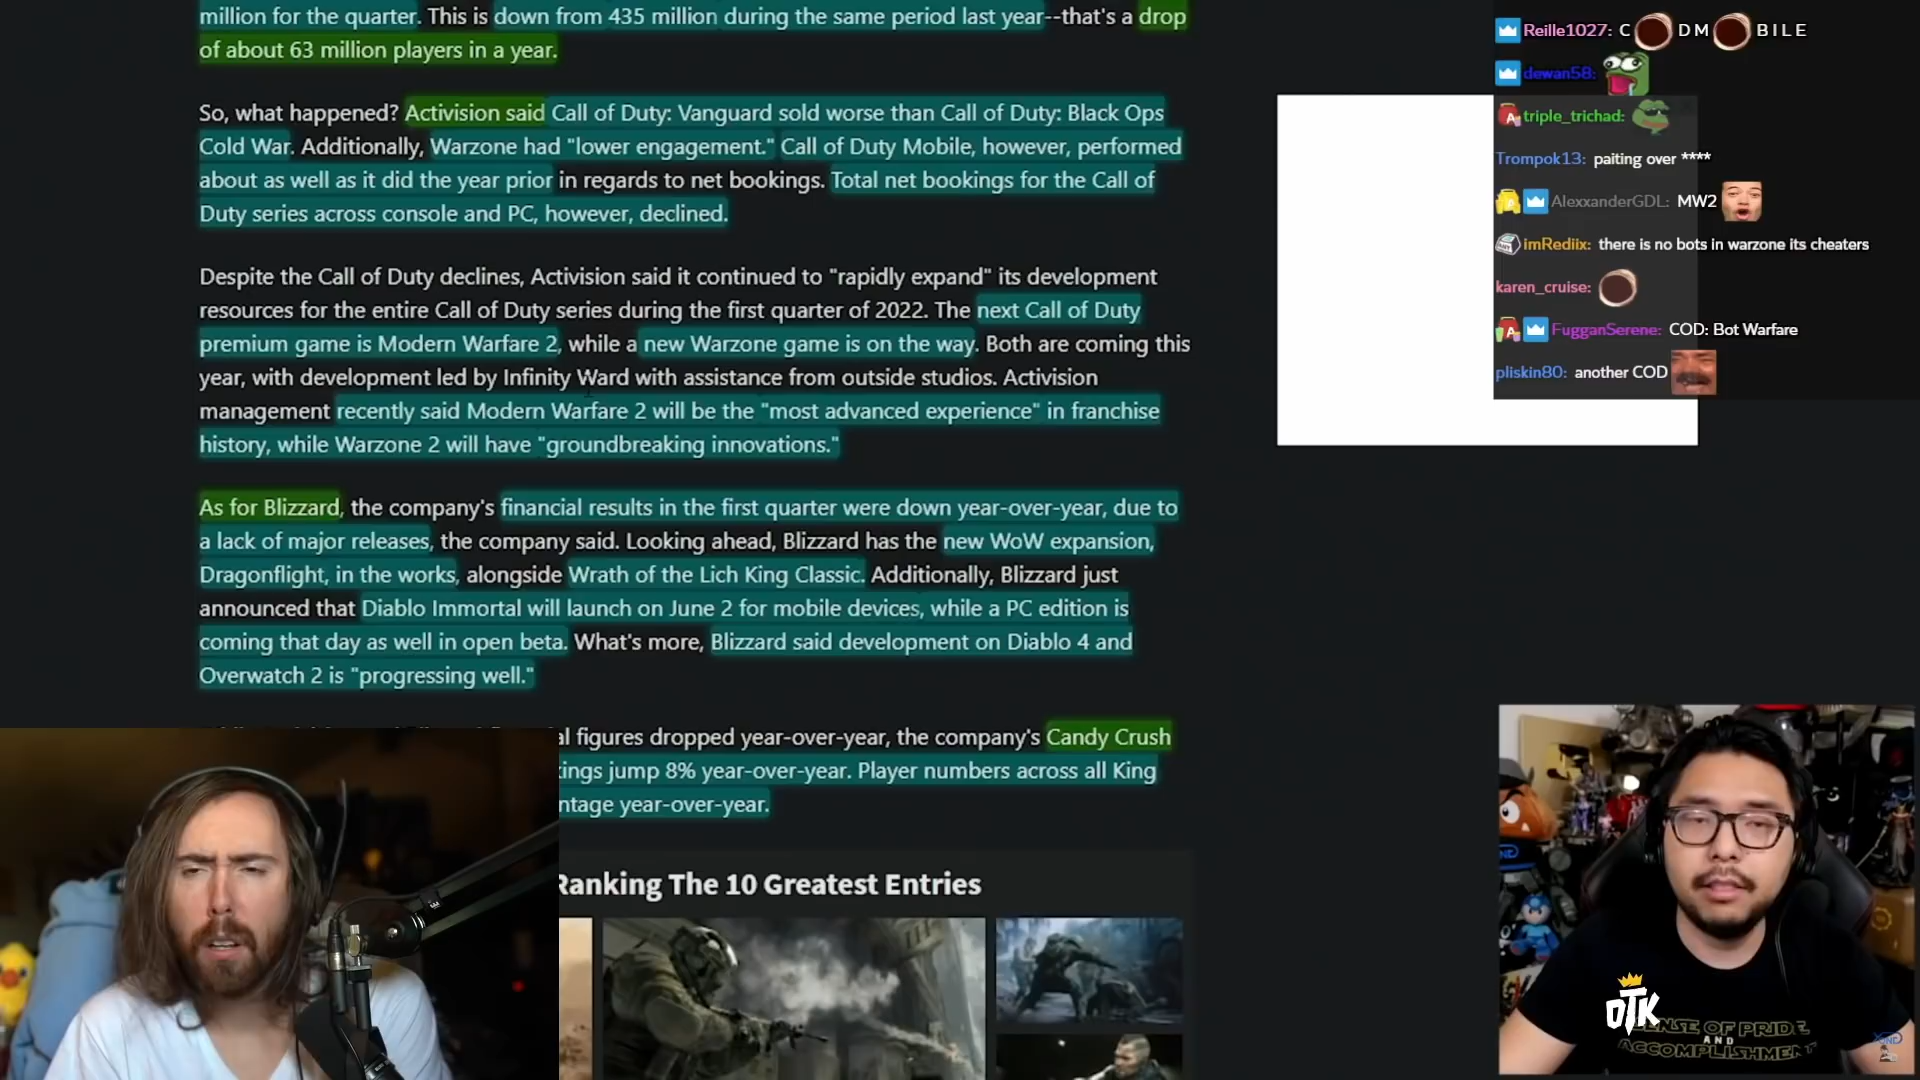 million for the quarter. This is down from 435 million during the same period last year--that's a drop
of about 63 million players in a year.
So, what happened? Activision said Call of Duty: Vanguard sold worse than Call of Duty: Black Ops
Cold War. Additionally, Warzone had "lower engagement." Call of Duty Mobile, however, performed
about as well as it did the year prior in regards to net bookings. Total net bookings for the Call of
Duty series across console and PC, however, declined.
Despite the Call of Duty declines, Activision said it continued to "rapidly expand" its development
resources for the entire Call of Duty series during the first quarter of 2022. The next Call of Duty
premium game is Modern Warfare 2, while a new Warzone game is on the way. Both are coming this
year, with development led by Infinity Ward with assistance from outside studios. Activision
management recently said Modern Warfare 2 will be the "most advanced experience" in franchise
history, while Warzone 2 will have "groundbreaking innovations."
As for Blizzard, the company's financial results in the first quarter were down year-over-year, due to
a lack of major releases, the company said. Looking ahead, Blizzard has the new WoW expansion,
Dragonflight, in the works, alongside Wrath of the Lich King Classic. Additionally, Blizzard just
announced that Diablo Immortal will launch on June 2 for mobile devices, while a PC edition is
coming that day as well in open beta. What's more, Blizzard said development on Diablo 4 and
Overwatch 2 is "progressing well."
figures dropped year-over-year, the company's Candy Crush
jump 8% year-over-year. Player numbers across all King
year-over-year.
Ranking The 10 Greatest Entries
Reille1027: C D M B I L E
dewan58:
triple_trichad:
Trompok13: paiting over ****
AlexxanderGDL: MW2
imRediix: there is no bots in warzone its cheaters
karen_cruise:
FugganSerene: COD: Bot Warfare
pliskin80: another COD
OTK
SENSE OF PRIDE
AND
ACCOMPLISHMENT